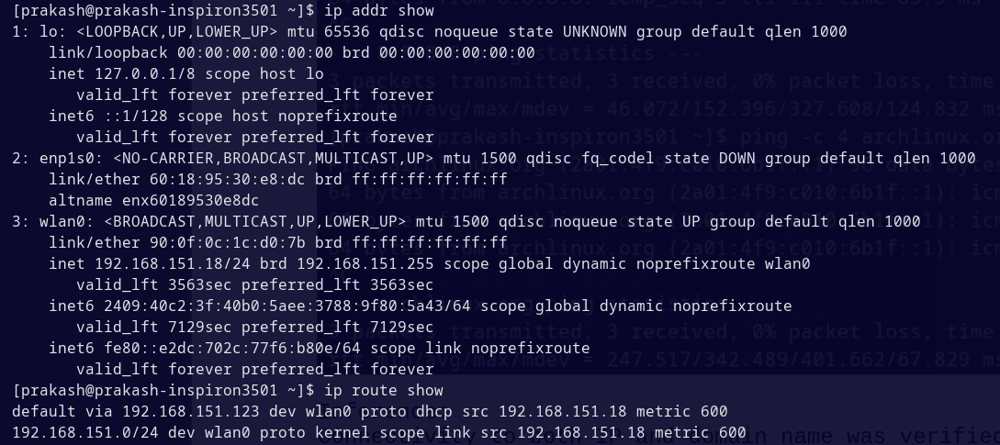 [prakash@prakash-inspiron3501 ~]$ ip addr show
1: lo: <LOOPBACK,UP,LOWER_UP> mtu 65536 qdisc noqueue state UNKNOWN group default qlen 1000
    link/loopback 00:00:00:00:00:00 brd 00:00:00:00:00:00
    inet 127.0.0.1/8 scope host lo
       valid_lft forever preferred_lft forever
    inet6 ::1/128 scope host noprefixroute
       valid_lft forever preferred_lft forever
2: enp1s0: <NO-CARRIER,BROADCAST,MULTICAST,UP> mtu 1500 qdisc fq_codel state DOWN group default qlen 1000
    link/ether 60:18:95:30:e8:dc brd ff:ff:ff:ff:ff:ff
    altname enx60189530e8dc
3: wlan0: <BROADCAST,MULTICAST,UP,LOWER_UP> mtu 1500 qdisc noqueue state UP group default qlen 1000
    link/ether 90:0f:0c:1c:d0:7b brd ff:ff:ff:ff:ff:ff
    inet 192.168.151.18/24 brd 192.168.151.255 scope global dynamic noprefixroute wlan0
       valid_lft 3563sec preferred_lft 3563sec
    inet6 2409:40c2:3f:40b0:5aee:3788:9f80:5a43/64 scope global dynamic noprefixroute
       valid_lft 7129sec preferred_lft 7129sec
    inet6 fe80::e2dc:702c:77f6:b80e/64 scope link noprefixroute
       valid_lft forever preferred_lft forever
[prakash@prakash-inspiron3501 ~]$ ip route show
default via 192.168.151.123 dev wlan0 proto dhcp src 192.168.151.18 metric 600
192.168.151.0/24 dev wlan0 proto kernel scope link src 192.168.151.18 metric 600